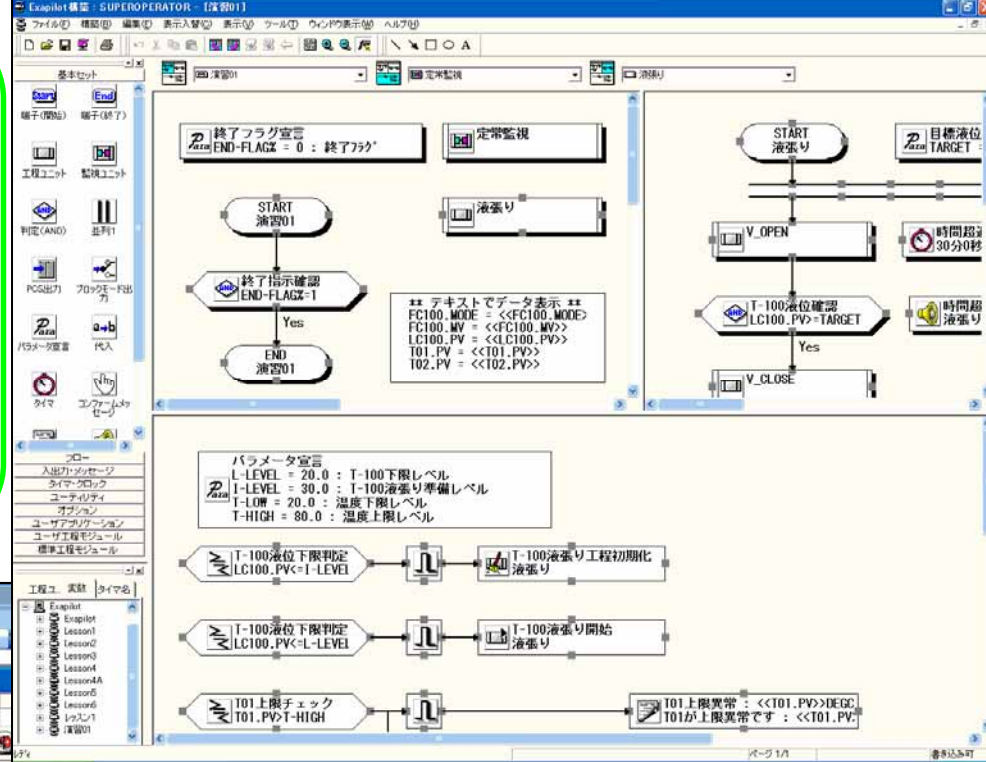 Exapilot構築 : SUPEROPERATOR - Exa1 [演習01]
ファイル(F) 構築(B) 編集(E) 表示入替(C) 表示(V) ツール(T) ウィンドウ表示(W) ヘルプ(H)
A
基本セット
演習01
定常監視
液張り
Start
End
端子(開始)
端子(終了)
工程ユニット
監視ユニット
AND
判定(AND)
並列1
PCS出力
ブロックモード出力
Para
a→b
パラメータ宣言
代入
タイマ
コンファームメッセージ
フロー
入出力・メッセージ
タイマ・クロック
ユーティリティ
オプション
ユーザアプリケーション
ユーザ工程モジュール
標準工程モジュール
工程ユ..
変数
タイマ名
Exapilot
Exapilot
Lesson1
Lesson2
Lesson3
Lesson4
Lesson4A
Lesson5
Lesson6
レッスン1
演習01
Para
終了フラグ宣言
END-FLAG% = 0 : 終了フラグ
定常監視
START
演習01
液張り
AND
終了指示確認
END-FLAG%=1
Yes
END
演習01
** テキストでデータ表示 **
FC100.MODE = <<FC100.MODE>
FC100.MV = <<FC100.MV>>
LC100.PV = <<LC100.PV>>
T01.PV = <<T01.PV>>
T02.PV = <<T02.PV>>
START
液張り
Para
目標液位
TARGET =
V_OPEN
時間超
30分0秒
AND
T-100液位確認
LC100.PV>=TARGET
時間超
液張り
Yes
V_CLOSE
パラメータ宣言
Para
L-LEVEL = 20.0 : T-100下限レベル
I-LEVEL = 30.0 : T-100液張り準備レベル
T-LOW = 20.0 : 温度下限レベル
T-HIGH = 80.0 : 温度上限レベル
T-100液位下限判定
LC100.PV<=I-LEVEL
T-100液張り工程初期化
液張り
T-100液位下限判定
LC100.PV<=L-LEVEL
T-100液張り開始
液張り
T01上限チェック
T01.PV>T-HIGH
T01上限異常 : <<T01.PV>>DEGC
T01が上限異常です : <<T01.PV:
レディ
ページ 1/1
書き込み可